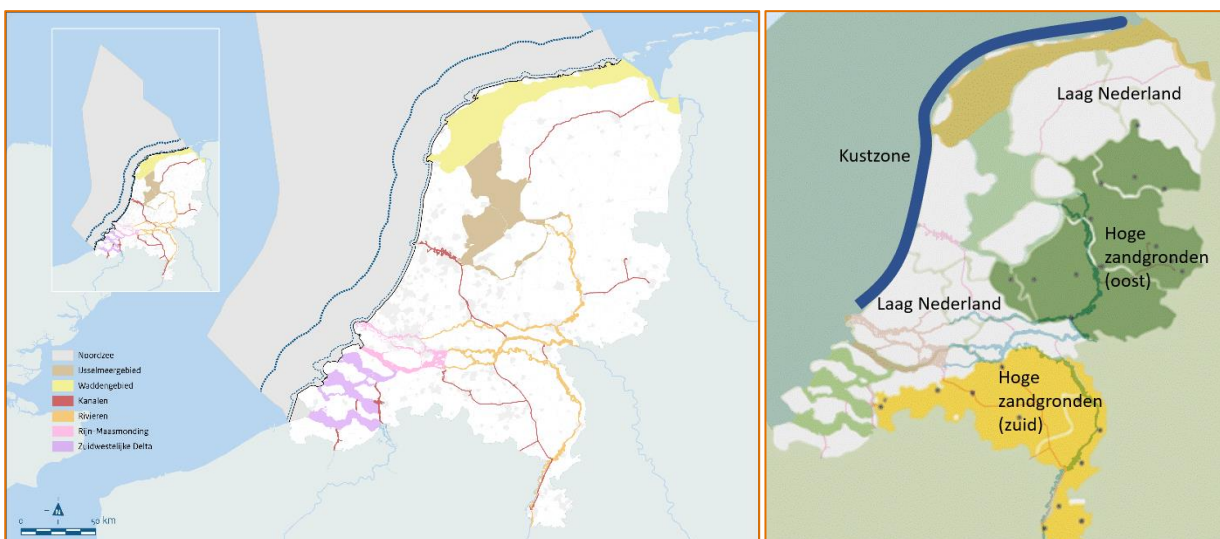 Noordzee
IJsselmeergebied
Waddengebied
Kanalen
Rivieren
Rijn-Maasmonding
Zuidwestelijke Delta
N
0 50 km
Laag Nederland
Kustzone
Hoge
zandgronden
(oost)
Laag Nederland
Hoge
zandgronden
(zuid)